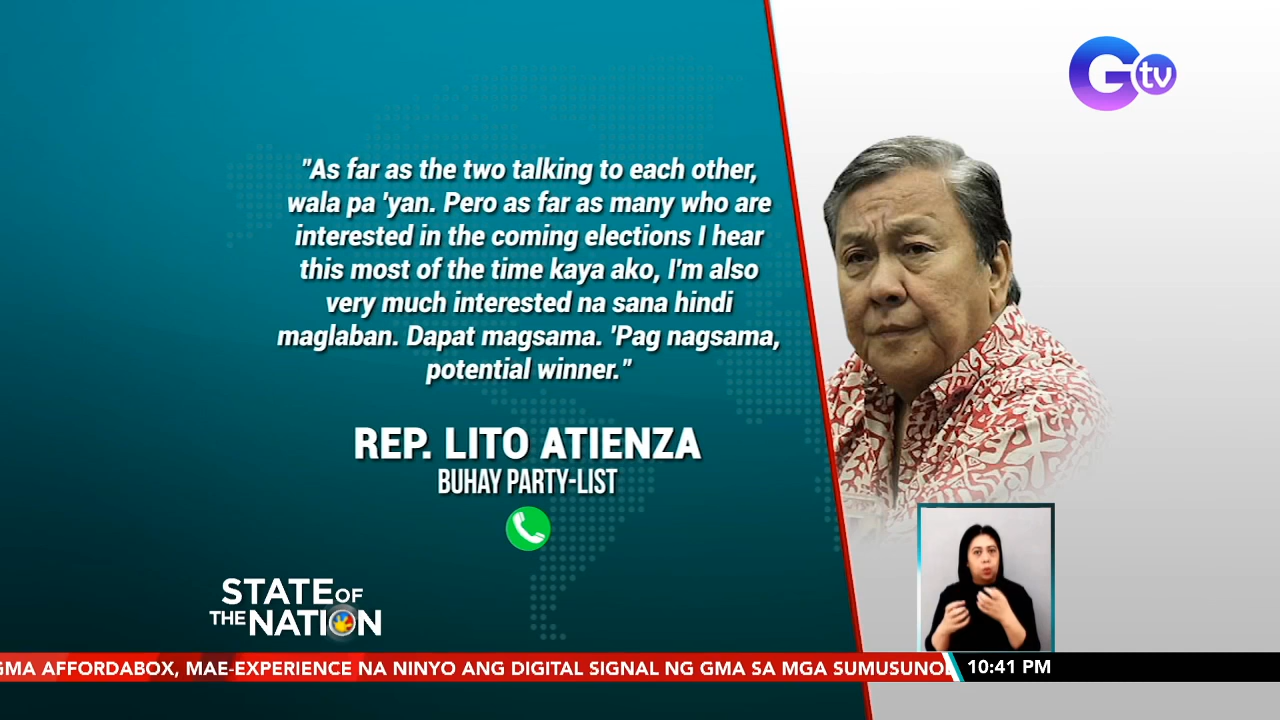 Gtv
"As far as the two talking to each other,
wala pa 'yan. Pero as far as many who are
interested in the coming elections I hear
this most of the time kaya ako, I'm also
very much interested na sana hindi
maglaban. Dapat magsama. 'Pag nagsama,
potential winner."
REP. LITO ATIENZA
BUHAY PARTY-LIST
STATE OF
THE NATION
GMA AFFORDABOX, MAE-EXPERIENCE NA NINYO ANG DIGITAL SIGNAL NG GMA SA MGA SUMUSUNO
10:41 PM